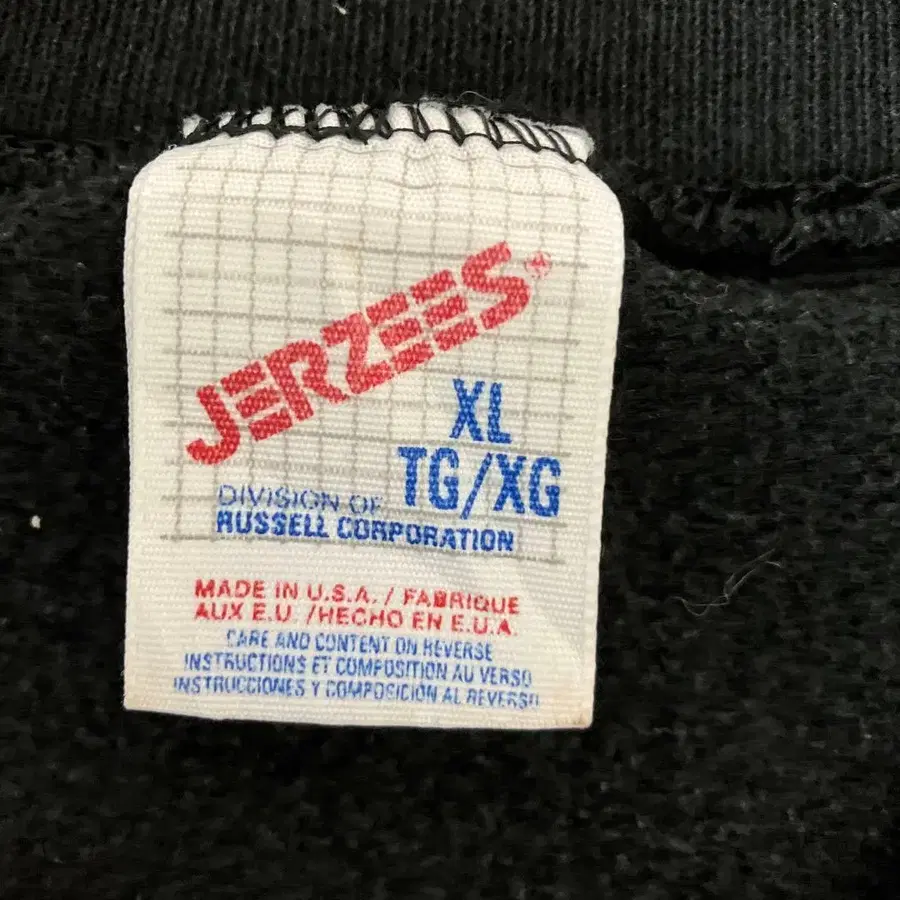 JERZEES
XL
TG/XG
DIVISION OF
RUSSELL CORPORATION
MADE IN U.S.A. / FABRIQUE
AUX E.U. /HECHO EN E.U.A.
CARE AND CONTENT ON REVERSE
INSTRUCTIONS ET COMPOSITION AU VERSO
INSTRUCCIONES Y COMPOSICION AL REVERSO